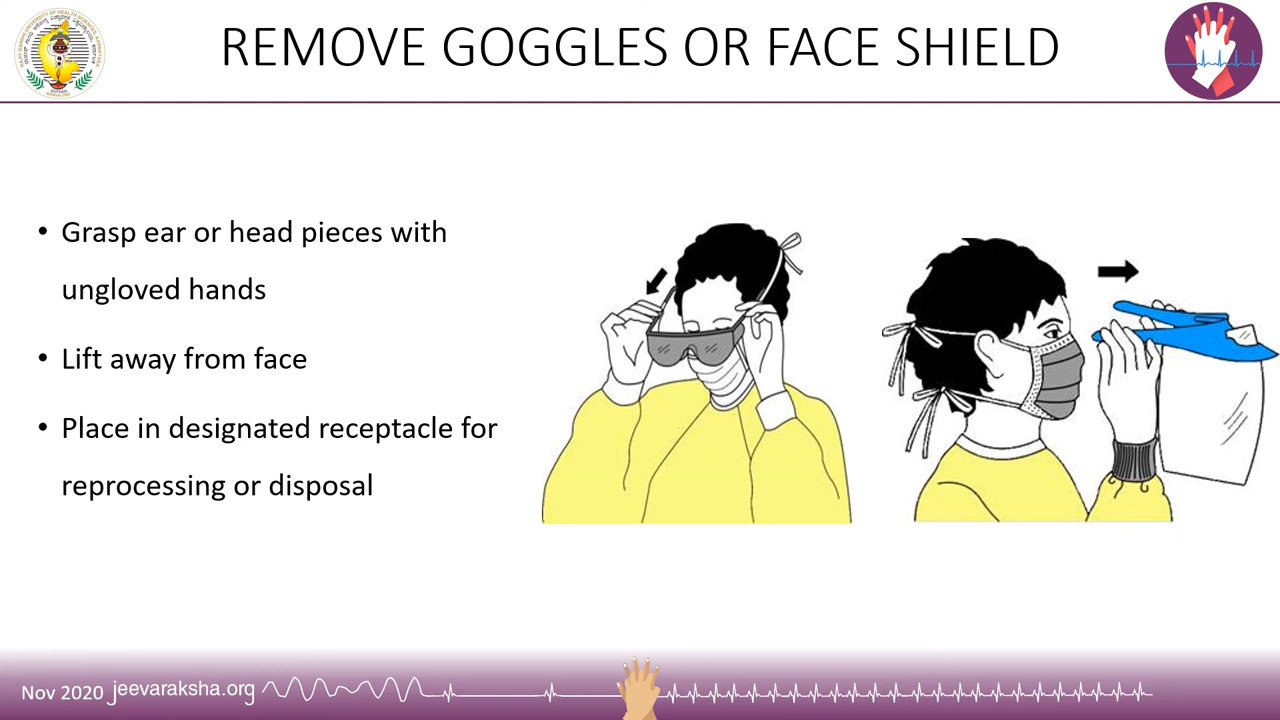 REMOVE GOGGLES OR FACE SHIELD
• Grasp ear or head pieces with
ungloved hands
• Lift away from face
• Place in designated receptacle for
reprocessing or disposal
Nov 2020 jeevaraksha.org